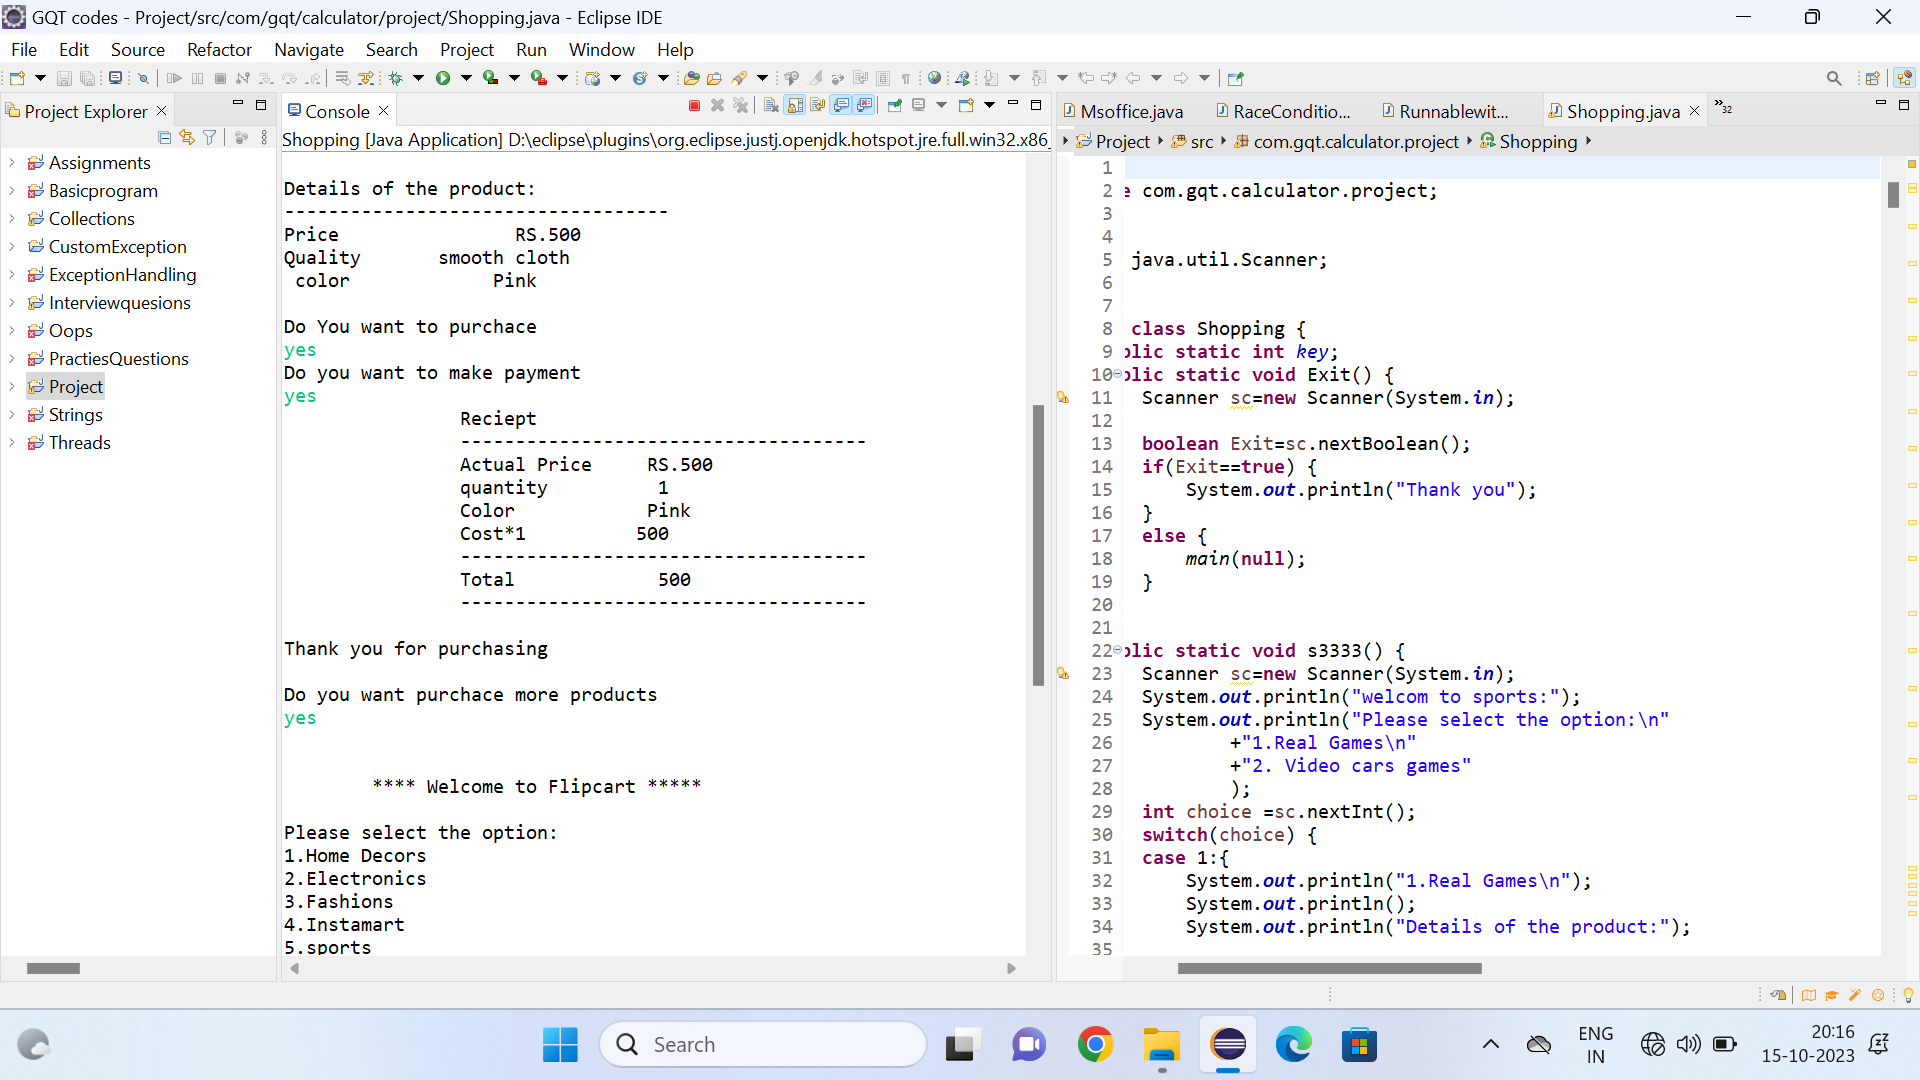 GQT codes - Project/src/com/gqt/calculator/project/Shopping.java - Eclipse IDE
File Edit Source Refactor Navigate Search Project Run Window Help
Project Explorer
Assignments
Basicprogram
Collections
CustomException
ExceptionHandling
Interviewquesions
Oops
PractiesQuestions
Project
Strings
Threads
Console
Shopping [Java Application] D:\eclipse\plugins\org.eclipse.justj.openjdk.hotspot.jre.full.win32.x86_
Details of the product:
-----------------------------------
Price RS.500
Quality smooth cloth
color Pink
Do You want to purchace
yes
Do you want to make payment
yes
Reciept
-------------------------------------
Actual Price RS.500
quantity 1
Color Pink
Cost*1 500
-------------------------------------
Total 500
-------------------------------------
Thank you for purchasing
Do you want purchace more products
yes
**** Welcome to Flipcart *****
Please select the option:
1.Home Decors
2.Electronics
3.Fashions
4.Instamart
5.sports
Msoffice.java RaceConditio... Runnablewit... Shopping.java »32
Project src com.gqt.calculator.project Shopping
1
2 e com.gqt.calculator.project;
3
4
5 java.util.Scanner;
6
7
8 class Shopping {
9 blic static int key;
10 blic static void Exit() {
11 Scanner sc=new Scanner(System.in);
12
13 boolean Exit=sc.nextBoolean();
14 if(Exit==true) {
15 System.out.println("Thank you");
16 }
17 else {
18 main(null);
19 }
20
21
22 blic static void s3333() {
23 Scanner sc=new Scanner(System.in);
24 System.out.println("welcom to sports:");
25 System.out.println("Please select the option:\n"
26 +"1.Real Games\n"
27 +"2. Video cars games"
28 );
29 int choice =sc.nextInt();
30 switch(choice) {
31 case 1:{
32 System.out.println("1.Real Games\n");
33 System.out.println();
34 System.out.println("Details of the product:");
35
Search
ENG
IN
20:16
15-10-2023